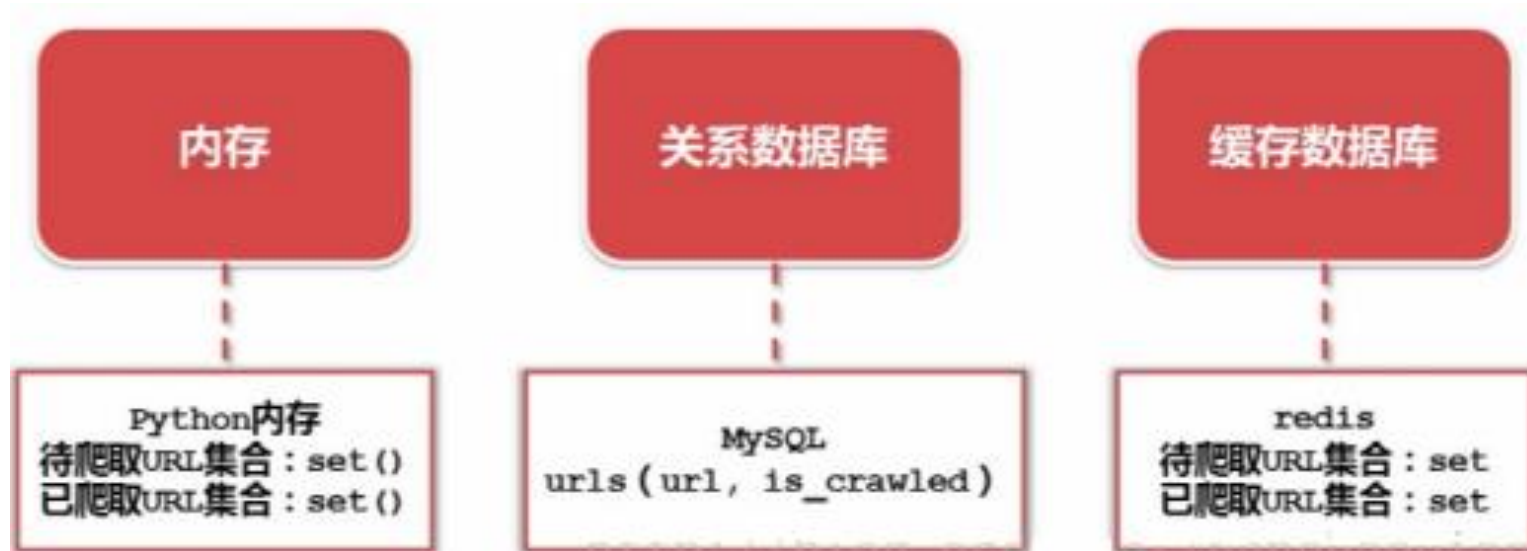 内存
关系数据库
缓存数据库
Python内存
待爬取URL集合：set()
已爬取URL集合：set()
MySQL
urls(url, is_crawled)
redis
待爬取URL集合：set
已爬取URL集合：set